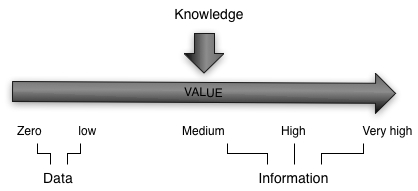 Knowledge
VALUE
Zero low Medium High Very high
Data Information